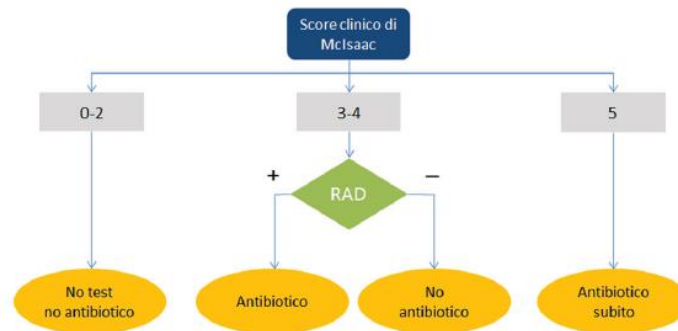 Score clinico di
McIsaac
0-2
3-4
5
+
−
RAD
No test
no antibiotico
Antibiotico
No
antibiotico
Antibiotico
subito